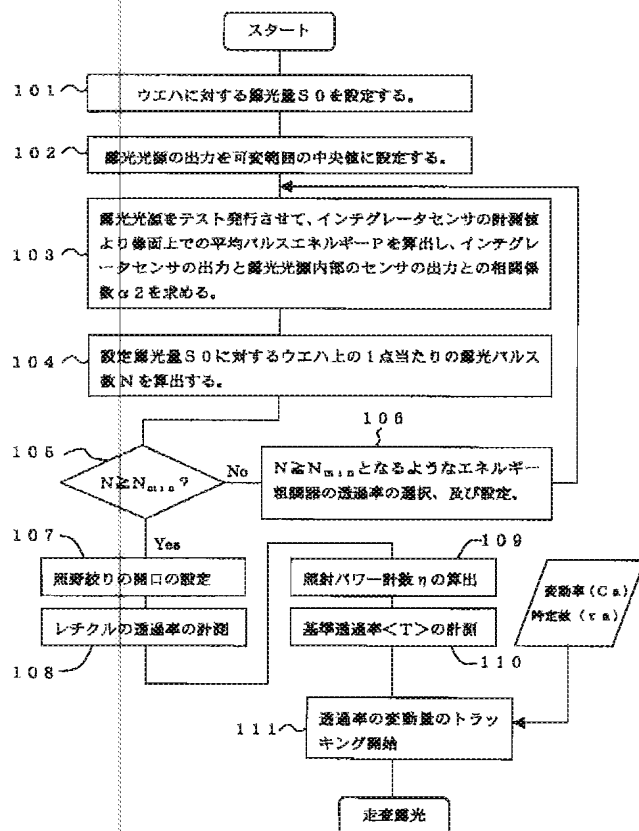 スタート
101
ウエハに対する露光量S0を設定する。
102
露光光源の出力を可変範囲の中央値に設定する。
103
露光光源をテスト発行させて、インテグレータセンサの計測値
より像面上での平均パルスエネルギーPを算出し、インテグレ
ータセンサの出力と露光光源内部のセンサの出力との相関係
数α2を求める。
104
設定露光量S0に対するウエハ上の1点当たりの露光パルス
数Nを算出する。
105
N≧Nmin?
No
106
N≧Nminとなるようなエネルギー
粗調器の透過率の選択、及び設定。
Yes
107
照野絞りの開口の設定
レチクルの透過率の計測
108
109
照射パワー計数ηの算出
基準透過率<T>の計測
110
変動率(Ca)
時定数(τa)
111
透過率の変動量のトラッ
キング開始
走査露光